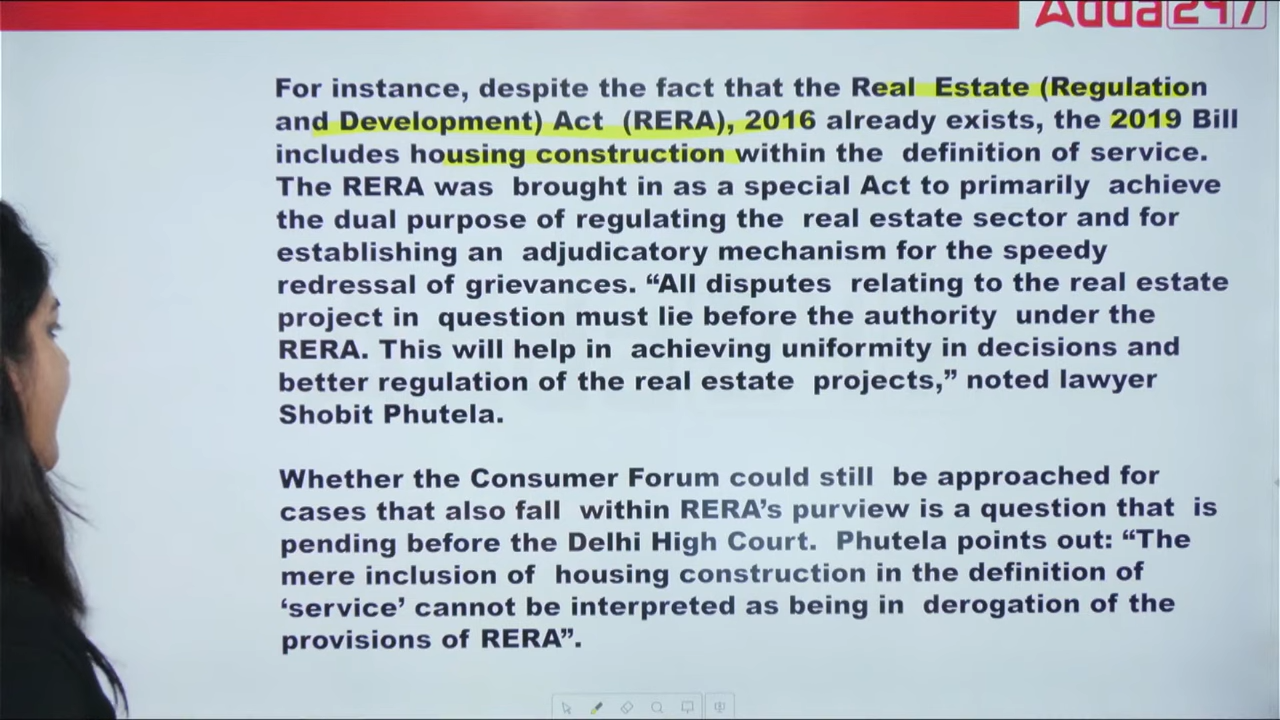 Adda247
For instance, despite the fact that the Real Estate (Regulation
and Development) Act (RERA), 2016 already exists, the 2019 Bill
includes housing construction within the definition of service.
The RERA was brought in as a special Act to primarily achieve
the dual purpose of regulating the real estate sector and for
establishing an adjudicatory mechanism for the speedy
redressal of grievances. “All disputes relating to the real estate
project in question must lie before the authority under the
RERA. This will help in achieving uniformity in decisions and
better regulation of the real estate projects,” noted lawyer
Shobit Phutela.
Whether the Consumer Forum could still be approached for
cases that also fall within RERA’s purview is a question that is
pending before the Delhi High Court. Phutela points out: “The
mere inclusion of housing construction in the definition of
‘service’ cannot be interpreted as being in derogation of the
provisions of RERA”.